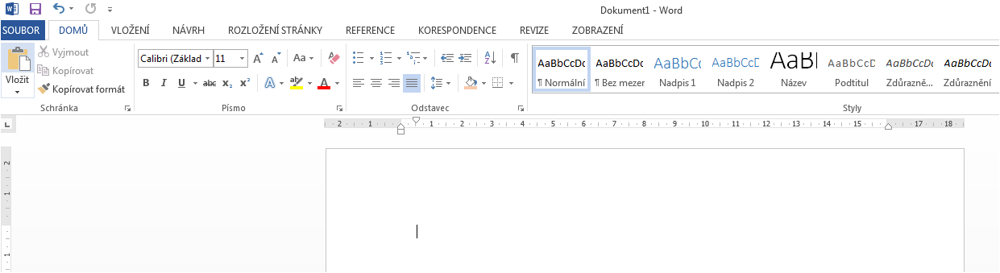 Dokument1 - Word
SOUBOR DOMŮ VLOŽENÍ NÁVRH ROZLOŽENÍ STRÁNKY REFERENCE KORESPONDENCE REVIZE ZOBRAZENÍ
Vložit
Vyjmout
Kopírovat
Kopírovat formát
Schránka
Calibri (Základ 11
Aa
B I U abc x₂ x² A ab A
Písmo
Odstavec
AaBbCcDc AaBbCcDc AaBbCc AaBbCcD AaBl AaBbCcD AaBbCcDc AaBbCcDc
¶ Normální ¶ Bez mezer Nadpis 1 Nadpis 2 Název Podtitul Zdůrazně... Zdůraznění
Styly
2 1 1 2 3 4 5 6 7 8 9 10 11 12 13 14 15 17 18
2
1
1